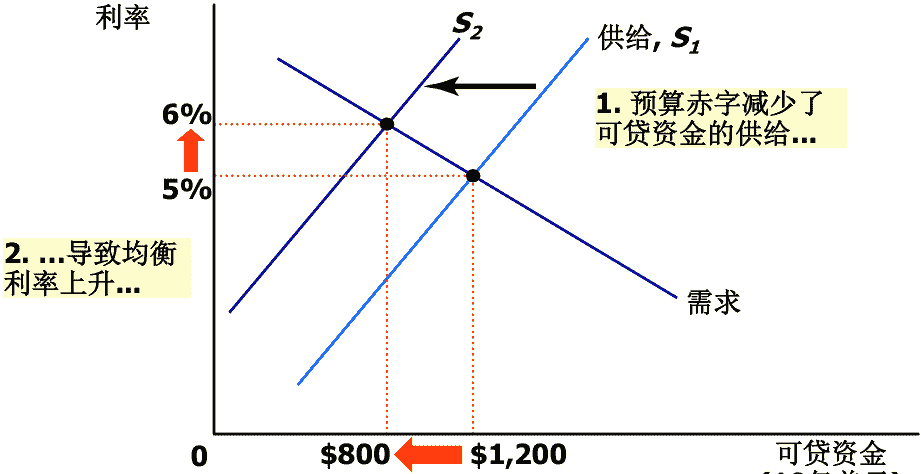 利率
S2
供给, S1
1. 预算赤字减少了
可贷资金的供给...
6%
5%
2. ...导致均衡
利率上升...
需求
0
$800
$1,200
可贷资金